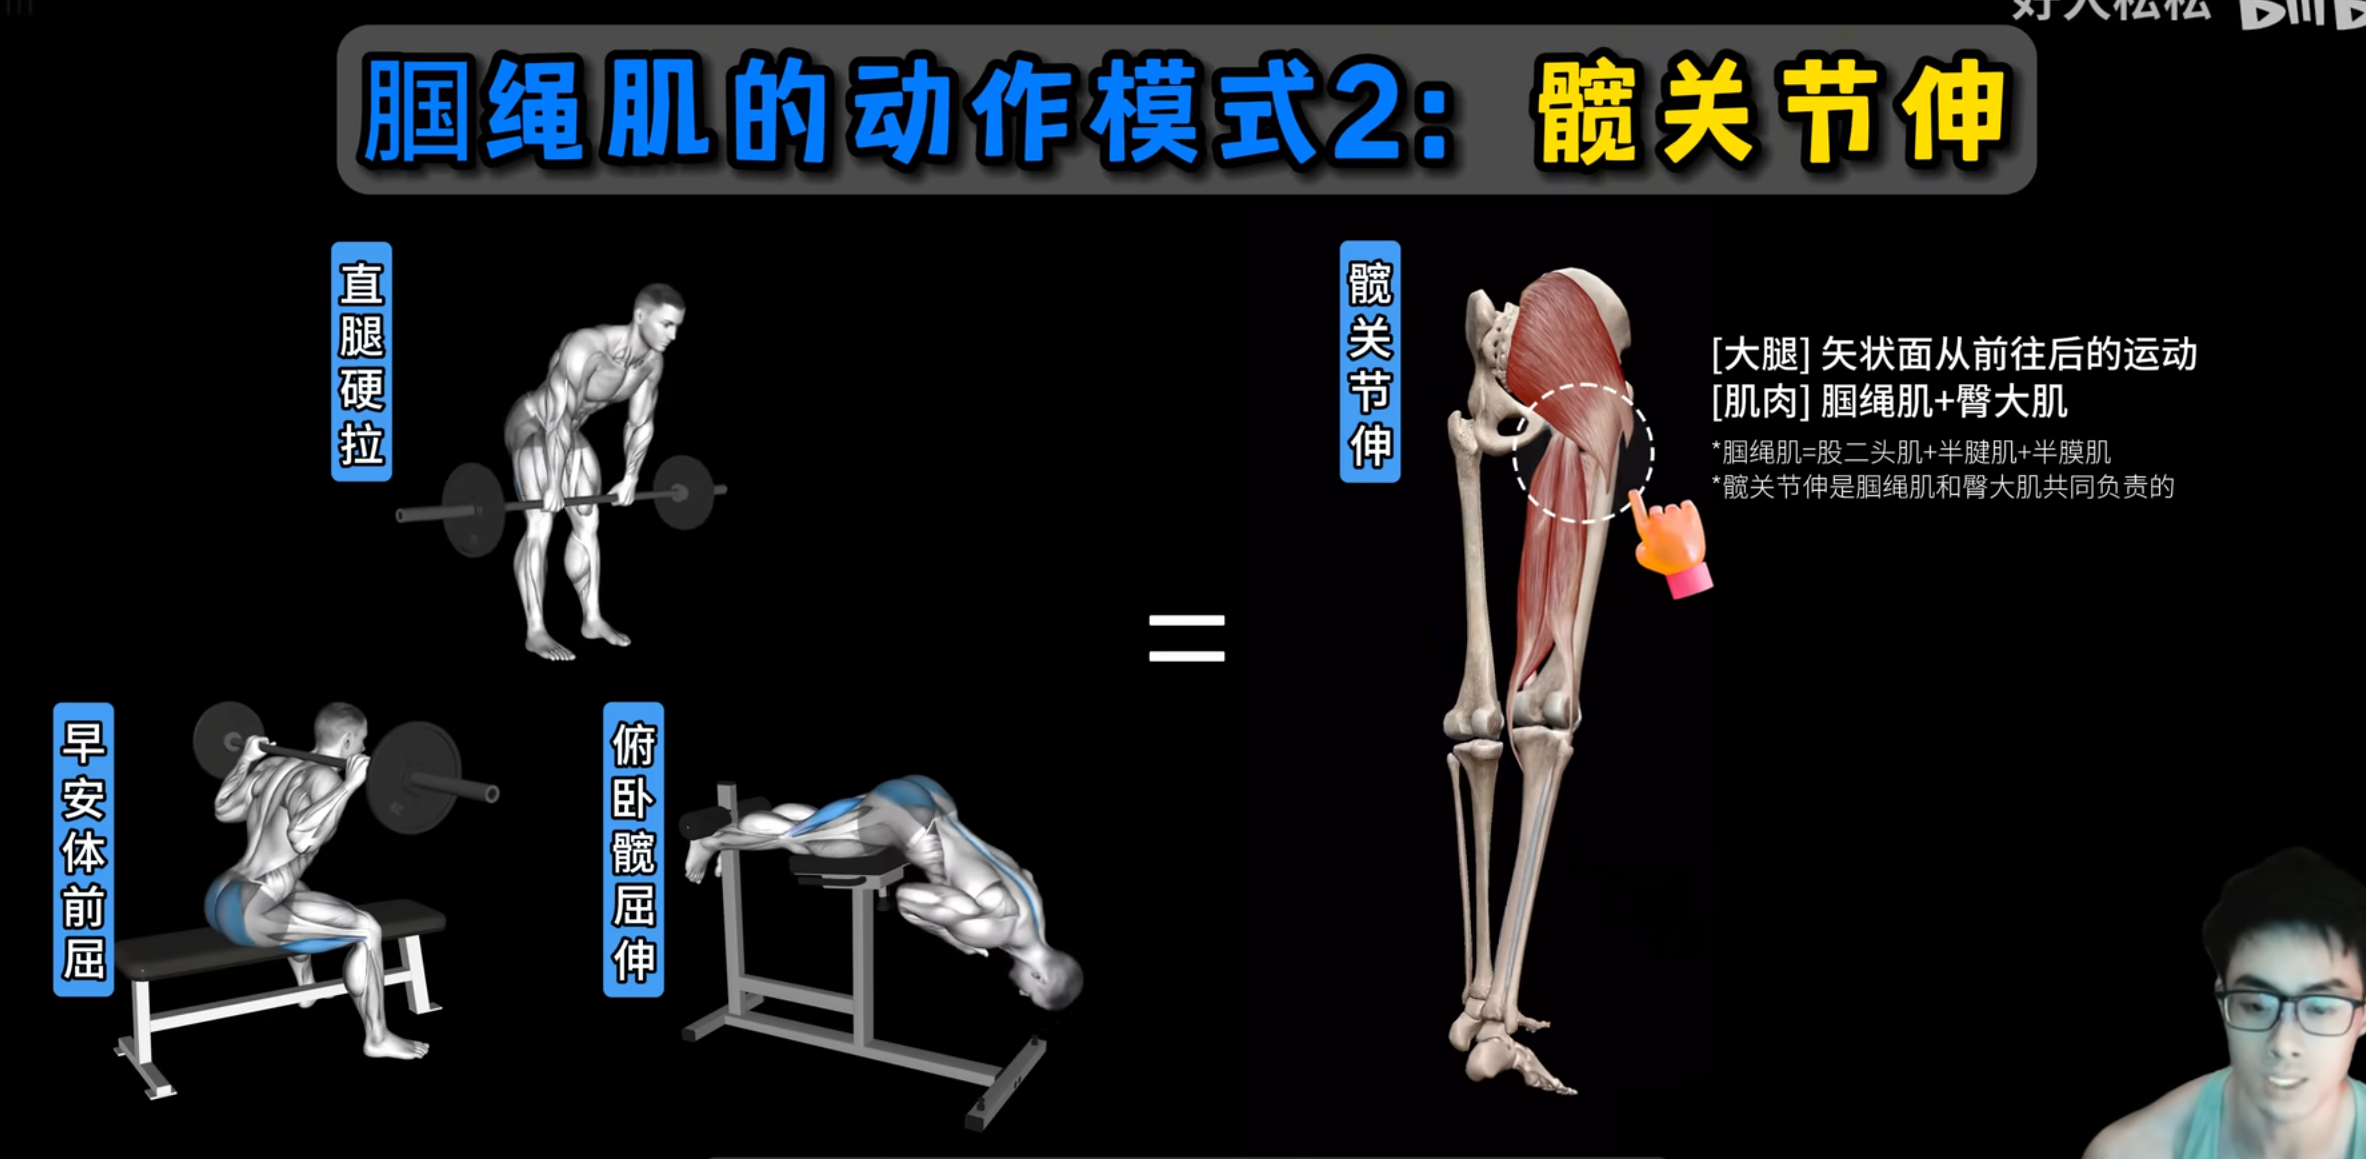 好人松松
腘绳肌的动作模式2: 髋关节伸
直腿硬拉
髋关节伸
[大腿] 矢状面从前往后的运动
[肌肉] 腘绳肌+臀大肌
*腘绳肌=股二头肌+半腱肌+半膜肌
*髋关节伸是腘绳肌和臀大肌共同负责的
=
早安体前屈
俯卧髋屈伸